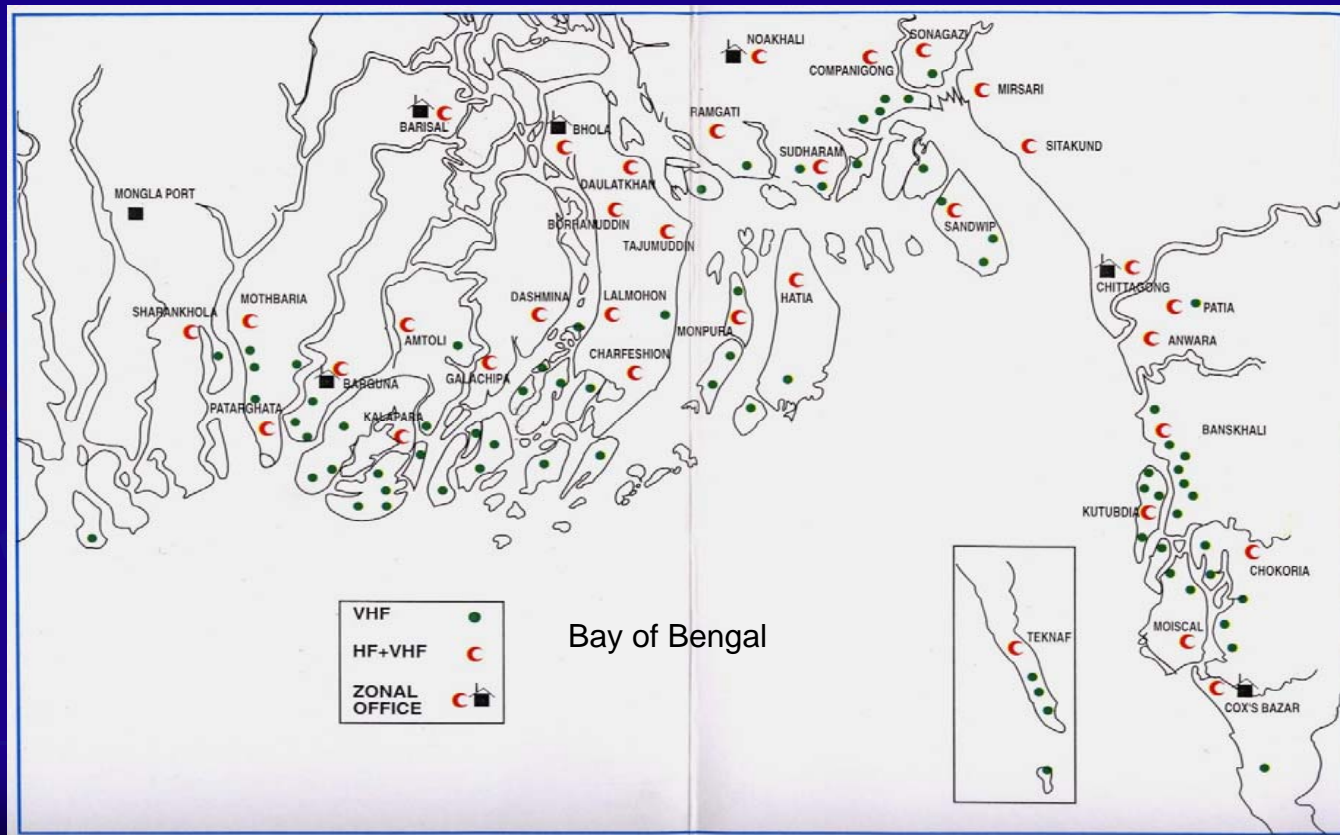 NOAKHALI
SONAGAZI
COMPANIGONG
MIRSARI
BARISAL
RAMGATI
BHOLA
SUDHARAM
SITAKUND
DAULATKHAN
MONGLA PORT
BORHANUDDIN
TAJUMUDDIN
SANDWIP
CHITTAGONG
HATIA
SHARANKHOLA
MOTHBARIA
DASHMINA
LALMOHON
PATIA
AMTOLI
MONPURA
ANWARA
CHARFESHION
GALACHIPA
BARGUNA
PATARGHATA
KALAPARA
BANSKHALI
KUTUBDIA
CHOKORIA
VHF
HF+VHF
ZONAL
OFFICE
Bay of Bengal
TEKNAF
MOISCAL
COX'S BAZAR